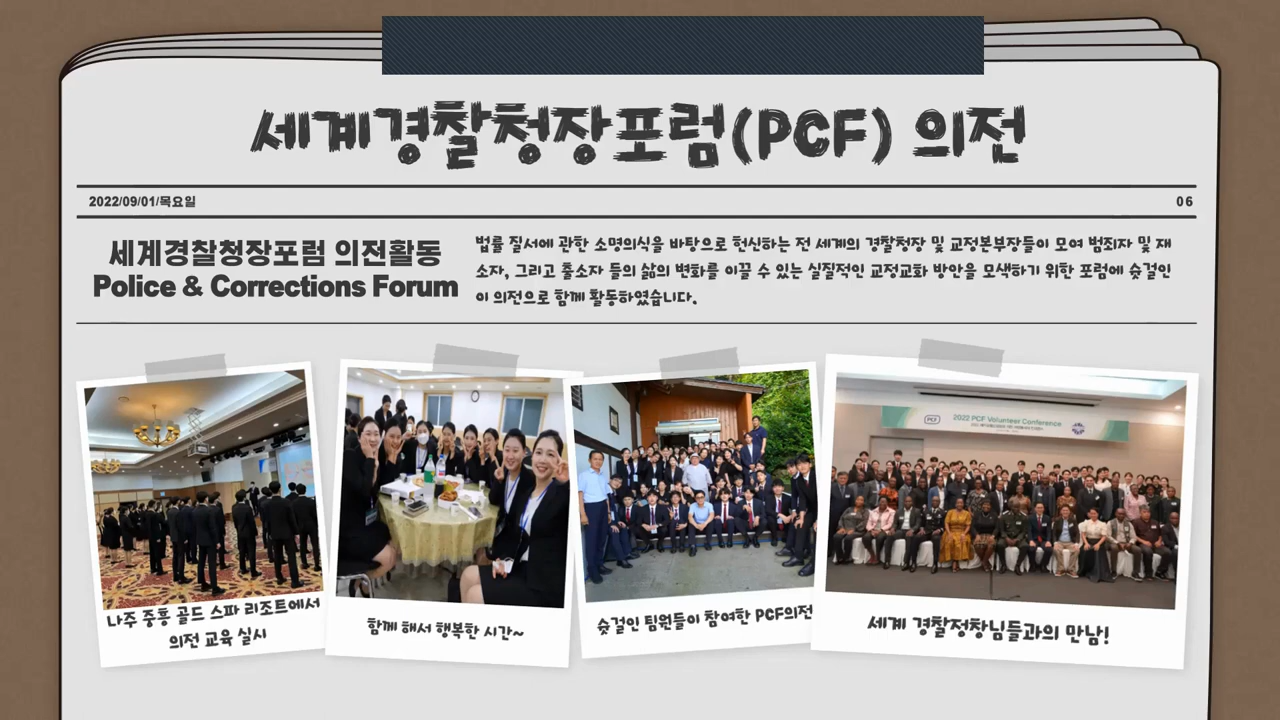 세계경찰청장포럼(PCF) 의전
2022/09/01/목요일
06
세계경찰청장포럼 의전활동
Police & Corrections Forum
법률 질서에 관한 소명의식을 바탕으로 헌신하는 전 세계의 경찰청장 및 교정본부장들이 모여 범죄자 및 재
소자, 그리고 출소자 들의 삶의 변화를 이끌 수 있는 실질적인 교정교화 방안을 모색하기 위한 포럼에 슛걸인
이 의전으로 함께 활동하였습니다.
PCF
2022 PCF Volunteer Conference
나주 중흥 골드 스파 리조트에서
의전 교육 실시
함께 해서 행복한 시간~
슛걸인 팀원들이 참여한 PCF의전
세계 경찰정창님들과의 만남!